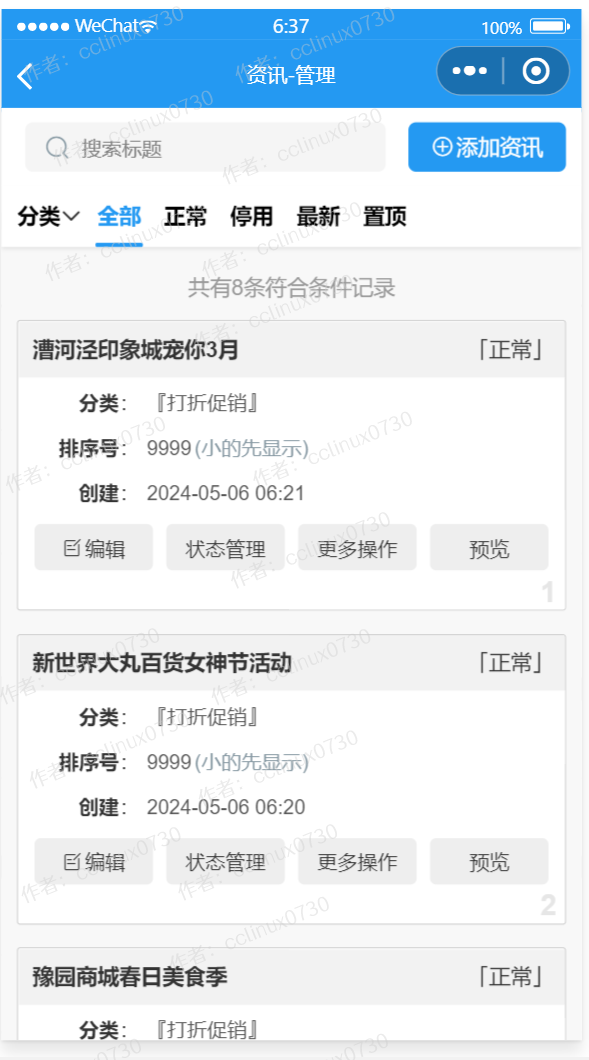 WeChat 6:37 100%
资讯-管理
搜索标题 添加资讯
分类 全部 正常 停用 最新 置顶
共有8条符合条件记录
漕河泾印象城宠你3月 「正常」
分类： 『打折促销』
排序号： 9999 (小的先显示)
创建： 2024-05-06 06:21
编辑 状态管理 更多操作 预览
1
新世界大丸百货女神节活动 「正常」
分类： 『打折促销』
排序号： 9999 (小的先显示)
创建： 2024-05-06 06:20
编辑 状态管理 更多操作 预览
2
豫园商城春日美食季 「正常」
分类： 『打折促销』
作者：cclinux0730